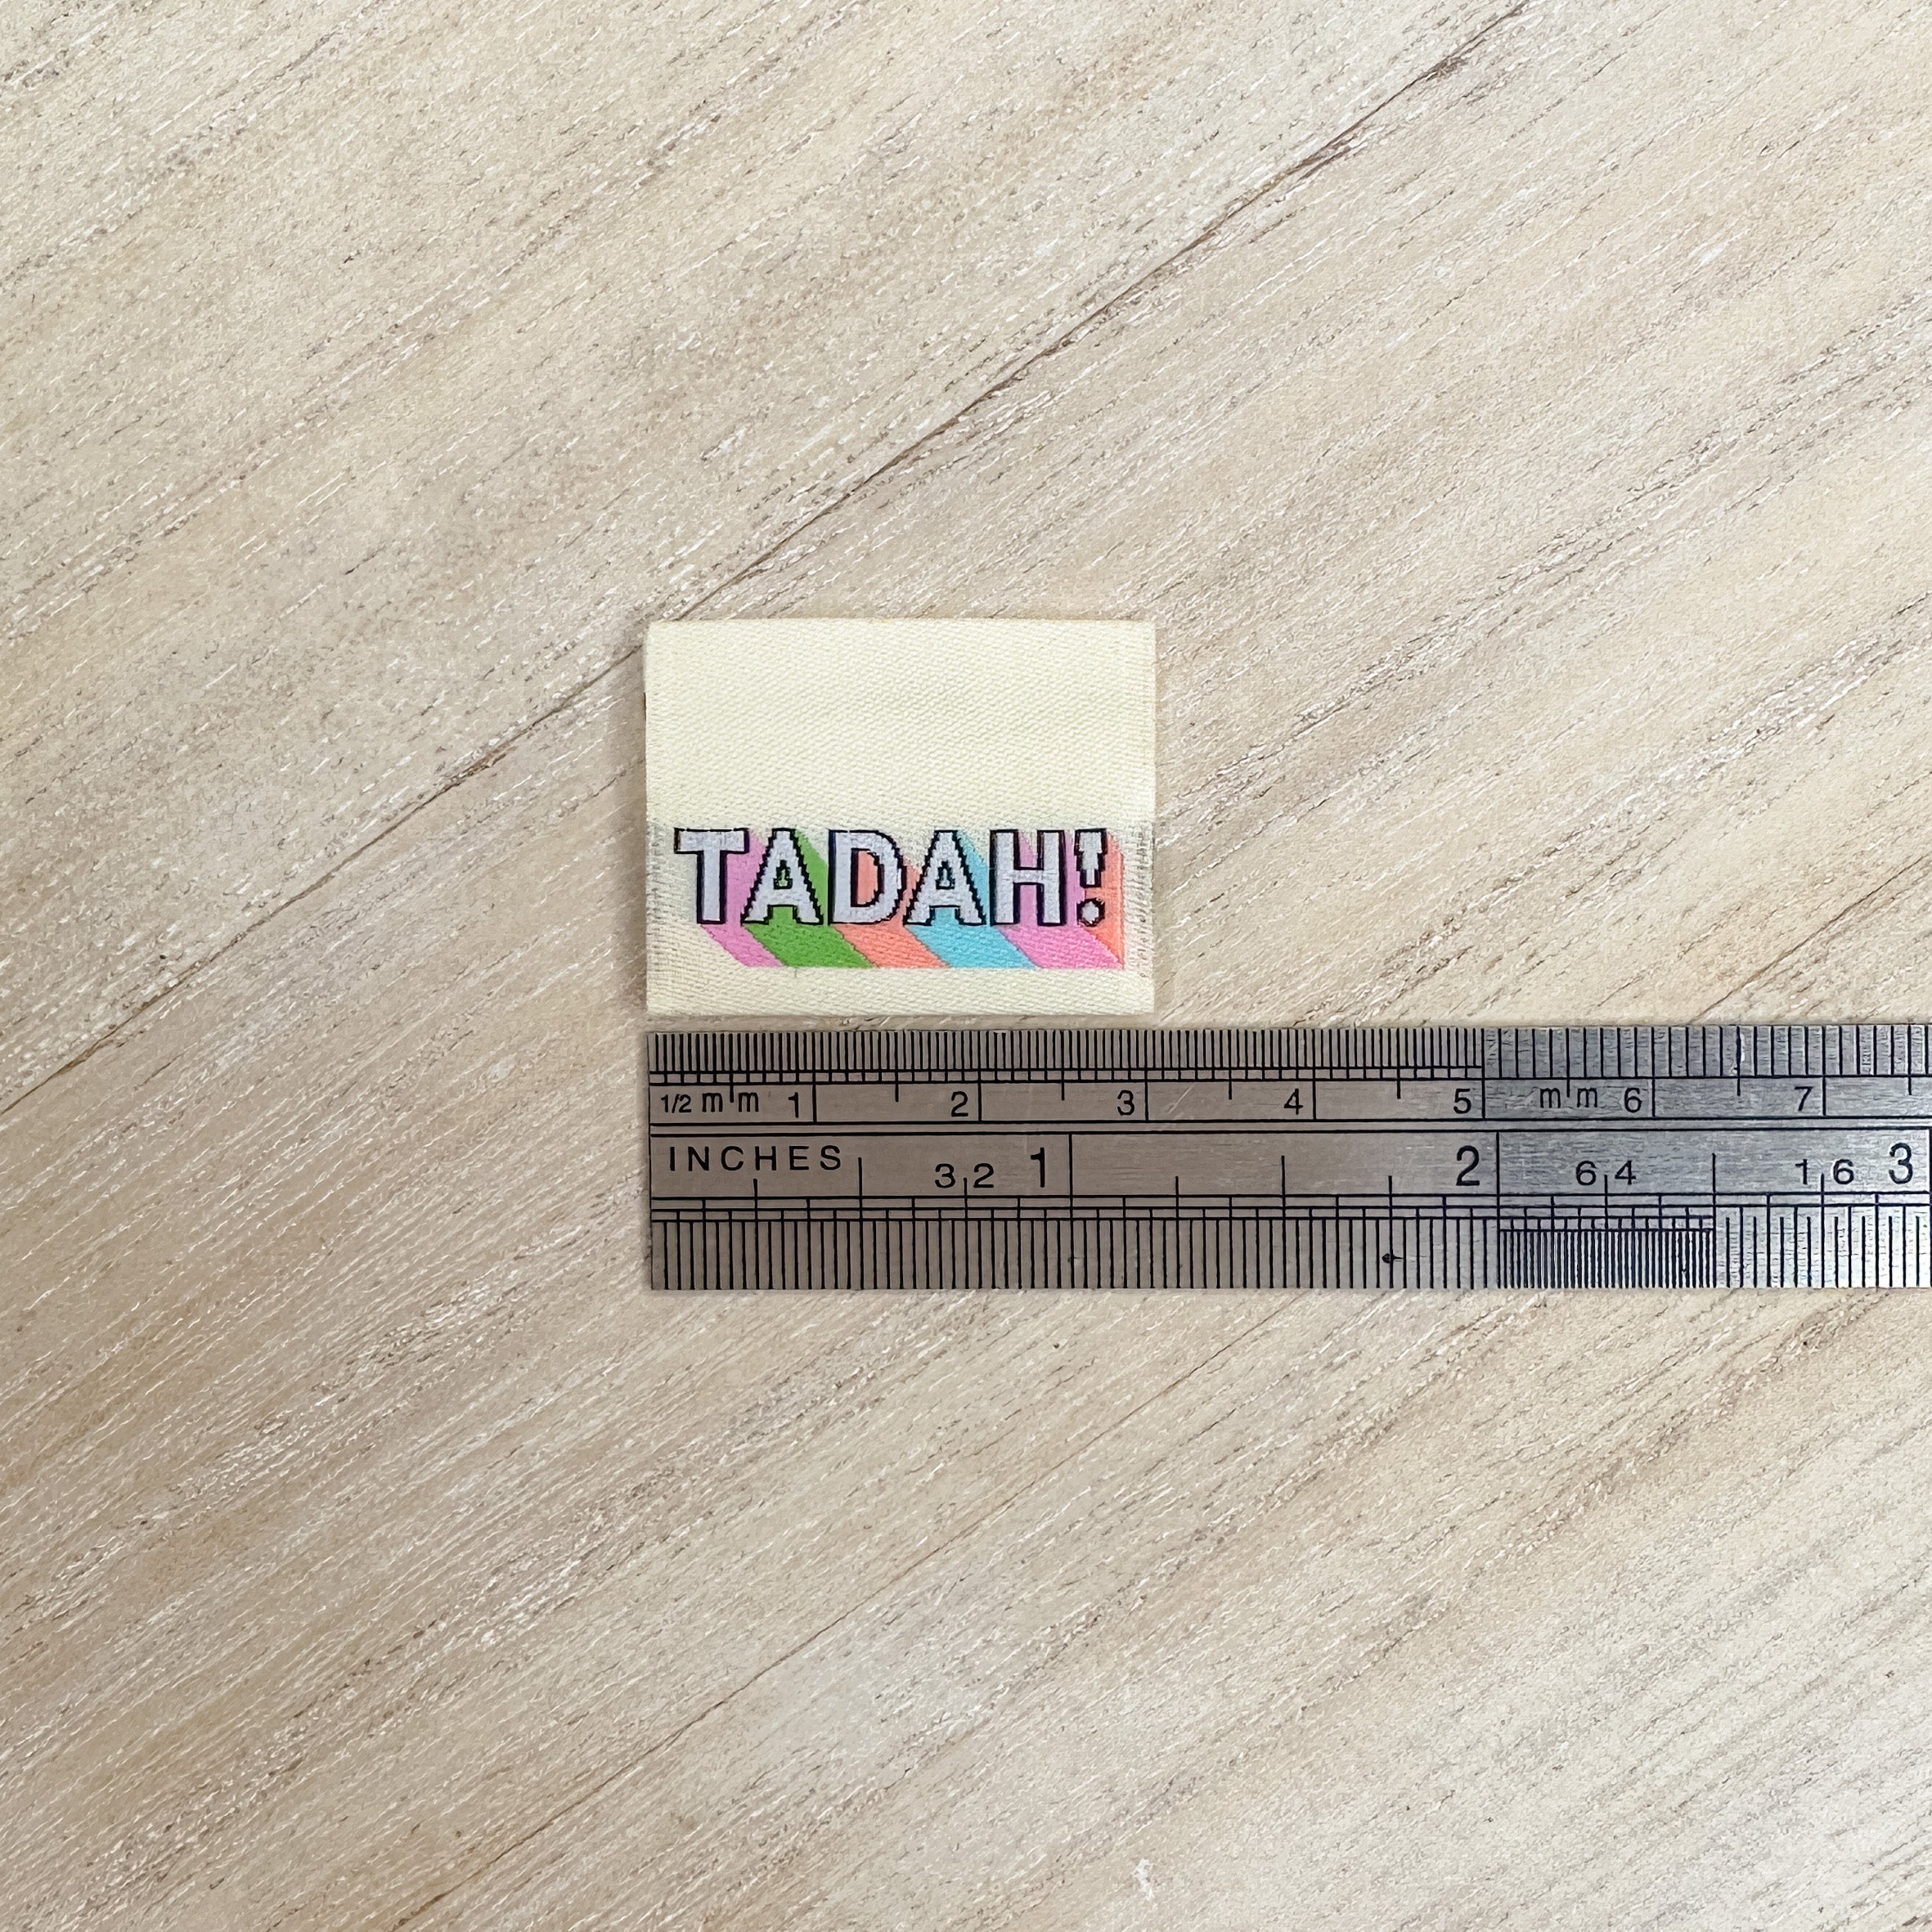 TADAH!
1/2 mm 1 2 3 4 5 mm 6 7
INCHES 32 1 2 64 16 3